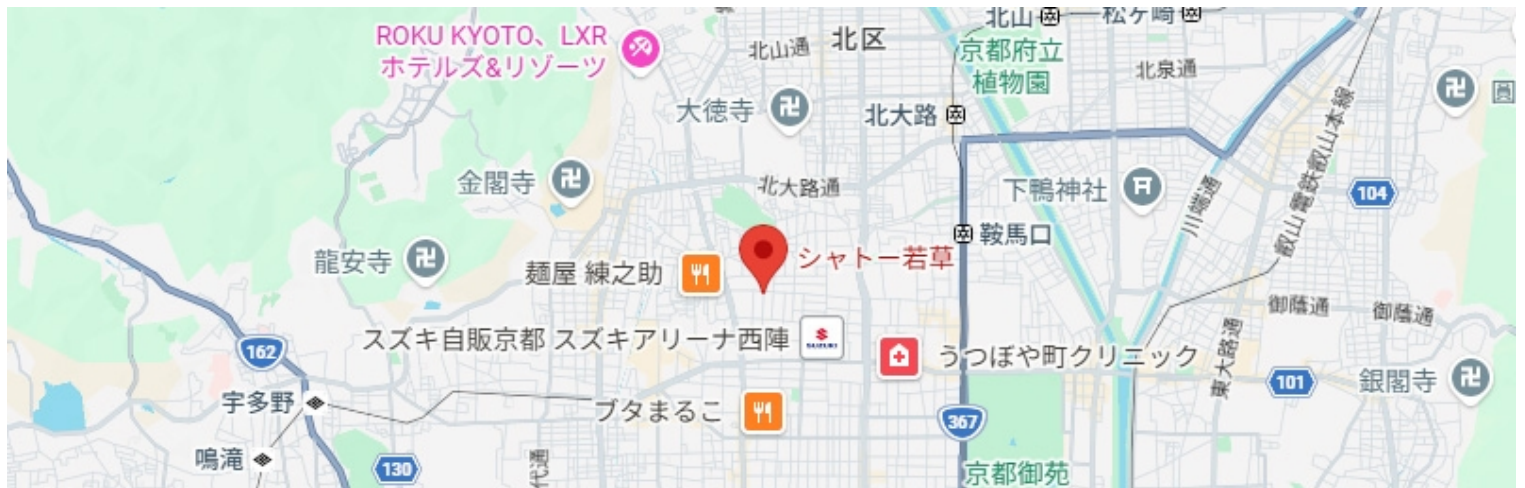 ROKU KYOTO、LXR
ホテルズ&リゾーツ
北山通
北区
北山
松ヶ崎
京都府立
植物園
北泉通
大徳寺
北大路
金閣寺
北大路通
下鴨神社
川端通
叡山電鉄叡山本線
104
龍安寺
麺屋 練之助
シャトー若草
鞍馬口
162
スズキ自販京都 スズキアリーナ西陣
SUZUKI
うつぼや町クリニック
御蔭通
御蔭通
東大路通
101
銀閣寺
宇多野
ブタまるこ
367
鳴滝
130
代通
京都御苑